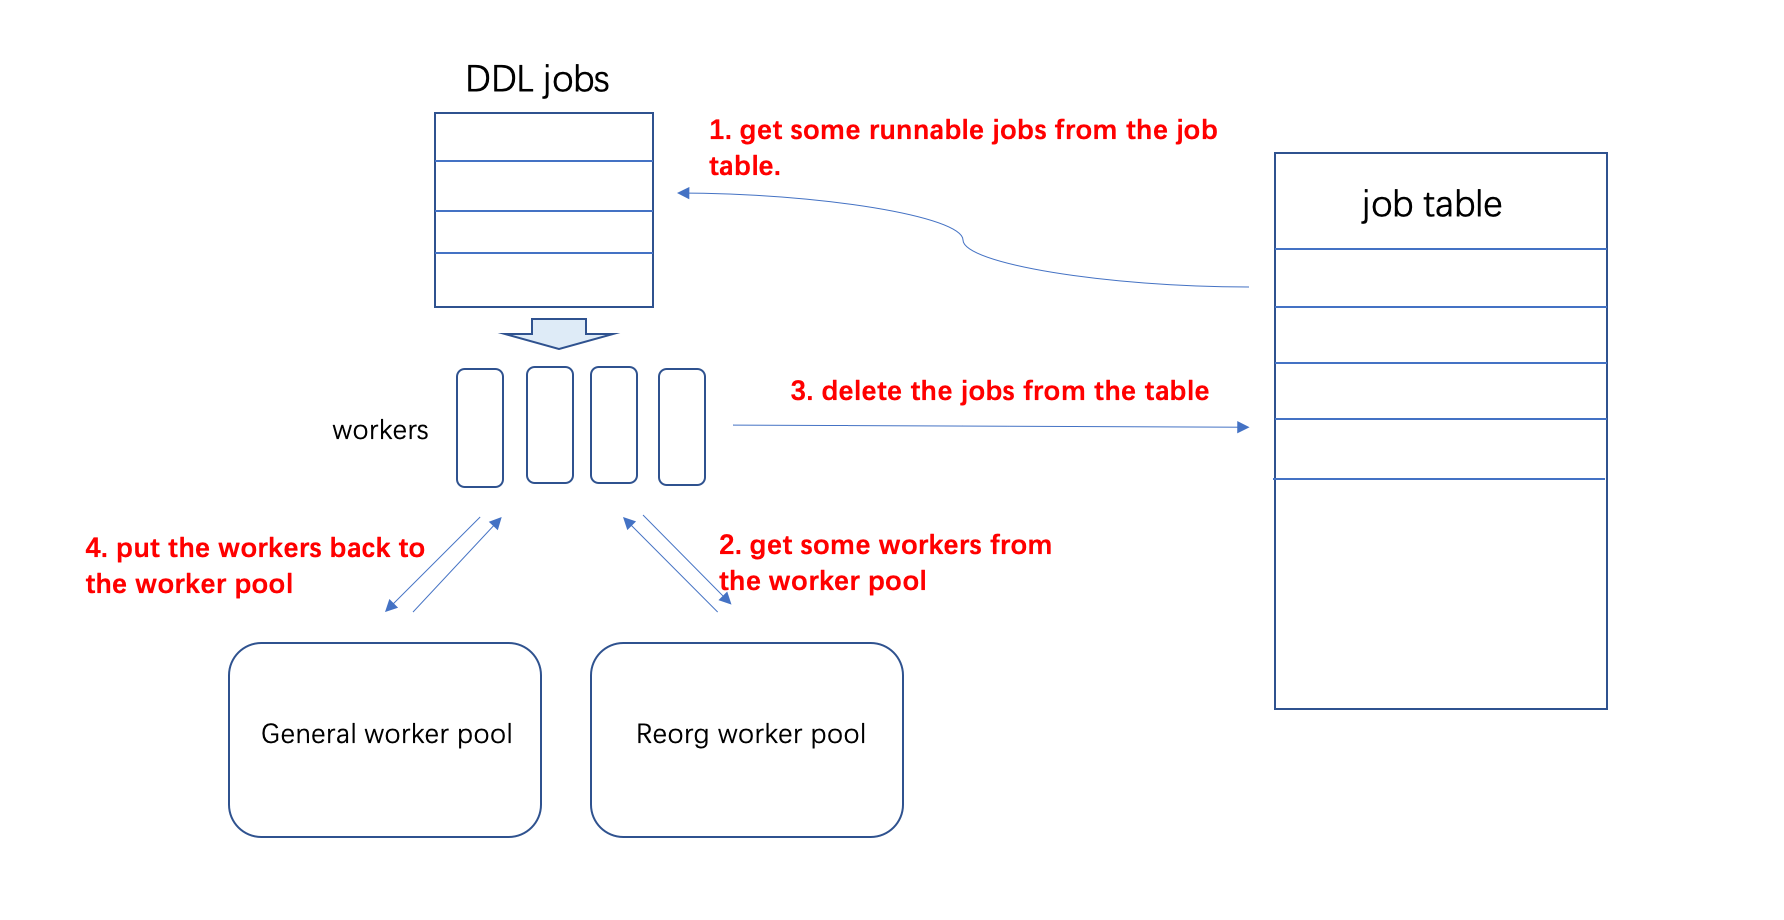 DDL jobs
1. get some runnable jobs from the job
table.
job table
3. delete the jobs from the table
workers
4. put the workers back to
the worker pool
2. get some workers from
the worker pool
General worker pool
Reorg worker pool